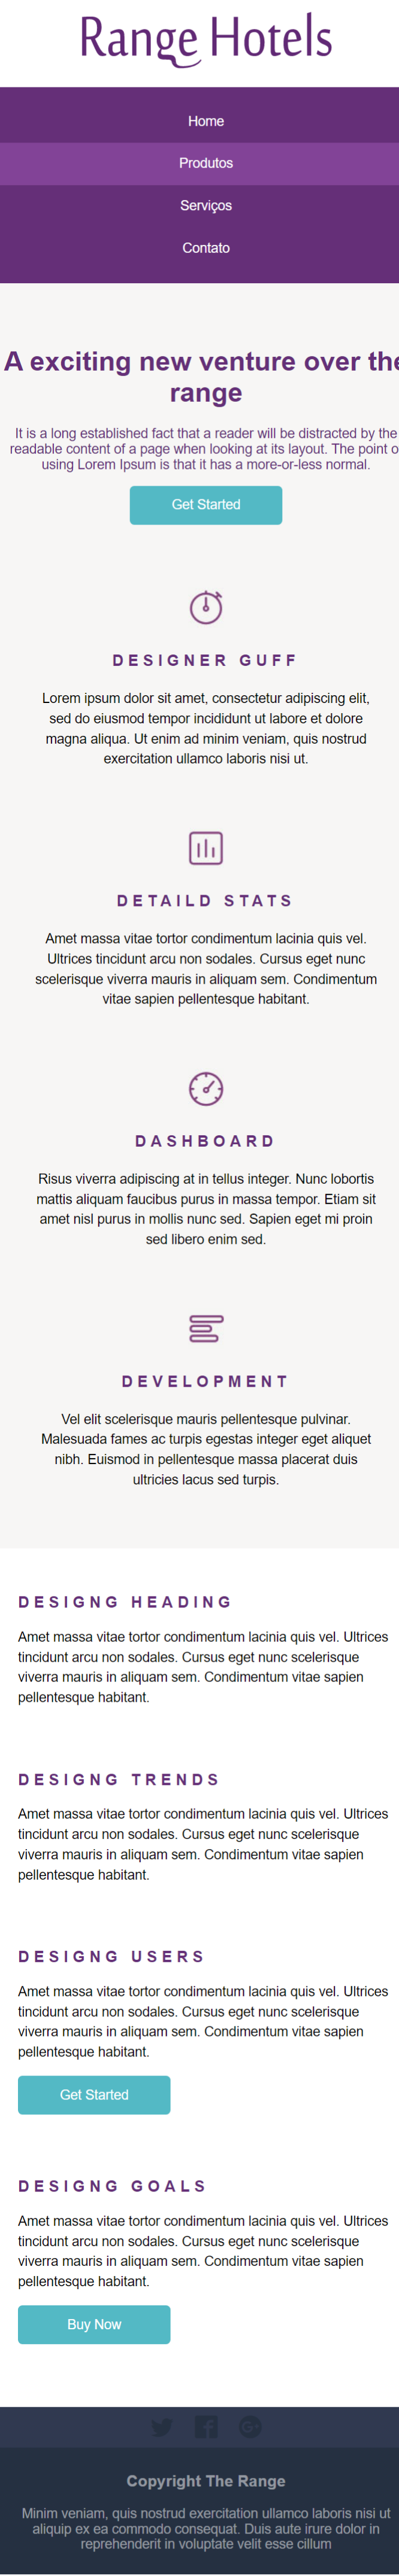 Range Hotels
Home
Produtos
Serviços
Contato
A exciting new venture over the
range
It is a long established fact that a reader will be distracted by the
readable content of a page when looking at its layout. The point o
using Lorem Ipsum is that it has a more-or-less normal.
Get Started
DESIGNER GUFF
Lorem ipsum dolor sit amet, consectetur adipiscing elit,
sed do eiusmod tempor incididunt ut labore et dolore
magna aliqua. Ut enim ad minim veniam, quis nostrud
exercitation ullamco laboris nisi ut.
DETAILD STATS
Amet massa vitae tortor condimentum lacinia quis vel.
Ultrices tincidunt arcu non sodales. Cursus eget nunc
scelerisque viverra mauris in aliquam sem. Condimentum
vitae sapien pellentesque habitant.
DASHBOARD
Risus viverra adipiscing at in tellus integer. Nunc lobortis
mattis aliquam faucibus purus in massa tempor. Etiam sit
amet nisl purus in mollis nunc sed. Sapien eget mi proin
sed libero enim sed.
DEVELOPMENT
Vel elit scelerisque mauris pellentesque pulvinar.
Malesuada fames ac turpis egestas integer eget aliquet
nibh. Euismod in pellentesque massa placerat duis
ultricies lacus sed turpis.
DESIGNG HEADING
Amet massa vitae tortor condimentum lacinia quis vel. Ultrices
tincidunt arcu non sodales. Cursus eget nunc scelerisque
viverra mauris in aliquam sem. Condimentum vitae sapien
pellentesque habitant.
DESIGNG TRENDS
Amet massa vitae tortor condimentum lacinia quis vel. Ultrices
tincidunt arcu non sodales. Cursus eget nunc scelerisque
viverra mauris in aliquam sem. Condimentum vitae sapien
pellentesque habitant.
DESIGNG USERS
Amet massa vitae tortor condimentum lacinia quis vel. Ultrices
tincidunt arcu non sodales. Cursus eget nunc scelerisque
viverra mauris in aliquam sem. Condimentum vitae sapien
pellentesque habitant.
Get Started
DESIGNG GOALS
Amet massa vitae tortor condimentum lacinia quis vel. Ultrices
tincidunt arcu non sodales. Cursus eget nunc scelerisque
viverra mauris in aliquam sem. Condimentum vitae sapien
pellentesque habitant.
Buy Now
Copyright The Range
Minim veniam, quis nostrud exercitation ullamco laboris nisi ut
aliquip ex ea commodo consequat. Duis aute irure dolor in
reprehenderit in voluptate velit esse cillum